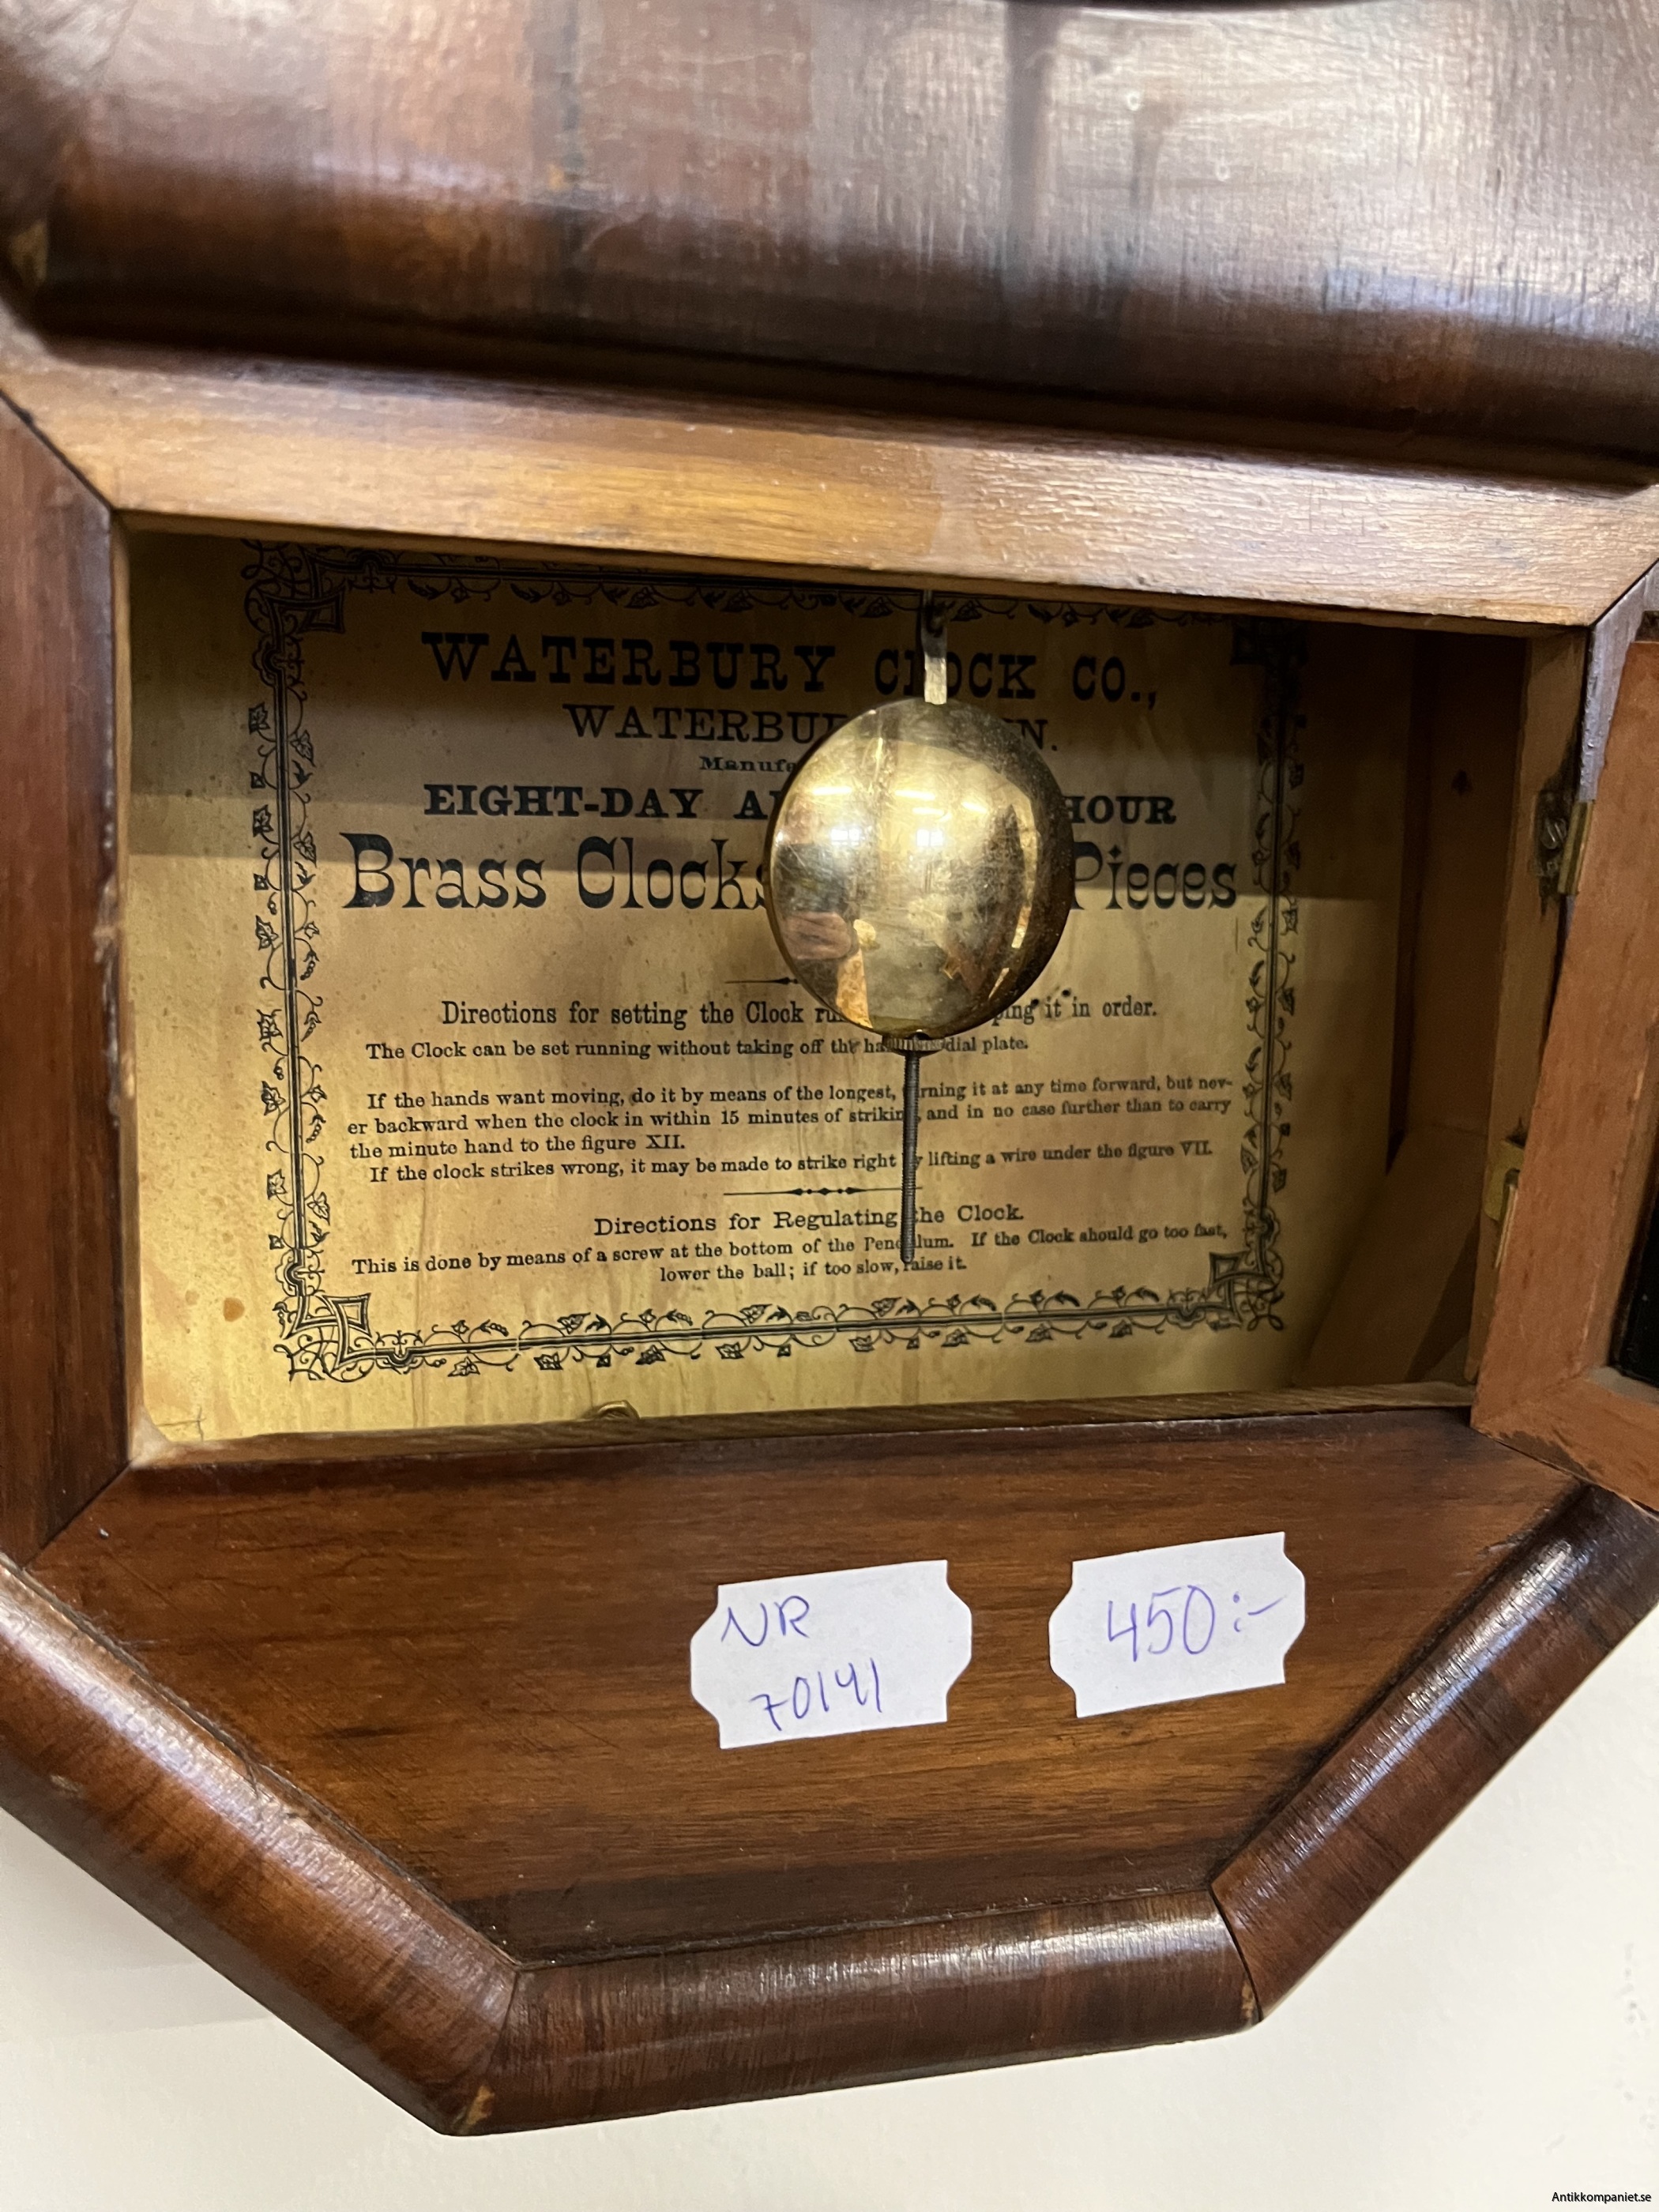 WATERBURY CLOCK CO.,
WATERBU N.
Manufa
EIGHT-DAY A HOUR
Brass Clocks Pieces
Directions for setting the Clock ru ping it in order.
The Clock can be set running without taking off the ha dial plate.
If the hands want moving, do it by means of the longest, turning it at any time forward, but nev-
er backward when the clock in within 15 minutes of striking, and in no case further than to carry
the minute hand to the figure XII.
If the clock strikes wrong, it may be made to strike right by lifting a wire under the figure VII.
Directions for Regulating the Clock.
This is done by means of a screw at the bottom of the Pendulum. If the Clock should go too fast,
lower the ball; if too slow, raise it.
NR
70141
450:-
Antikkompaniet.se